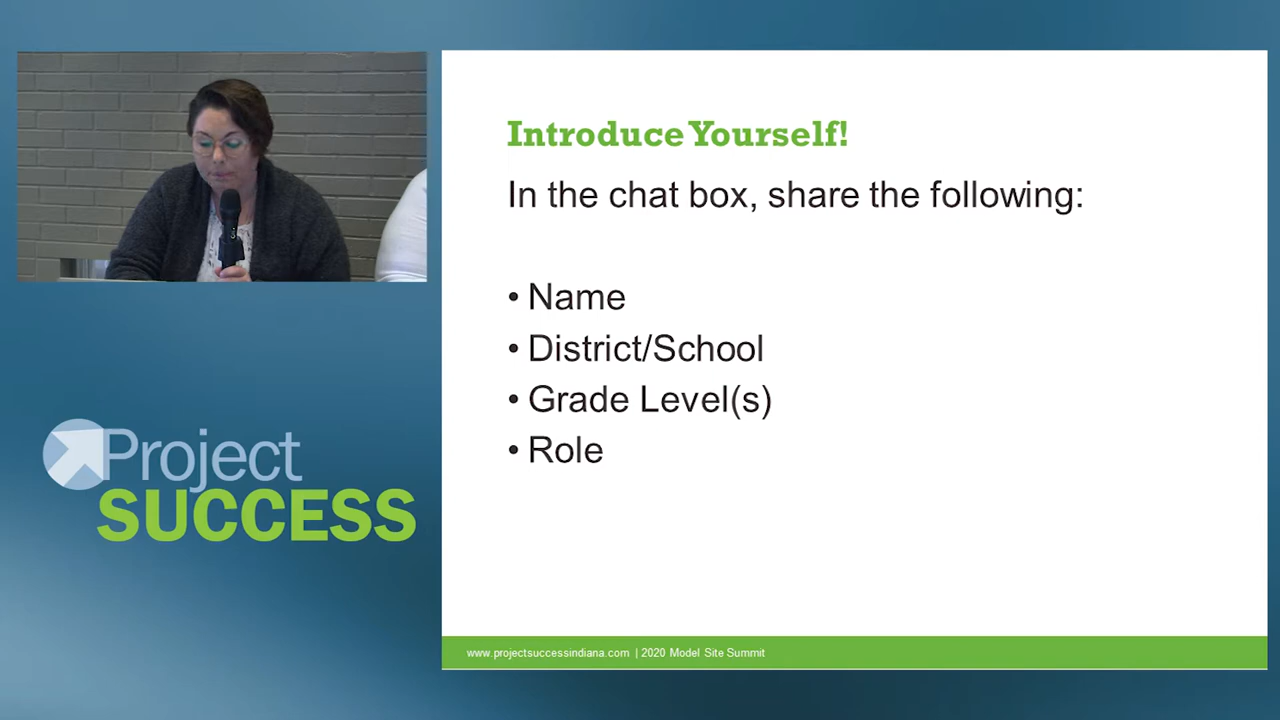 Introduce Yourself!
In the chat box, share the following:
• Name
• District/School
• Grade Level(s)
• Role
Project
SUCCESS
www.projectsuccessindiana.com | 2020 Model Site Summit